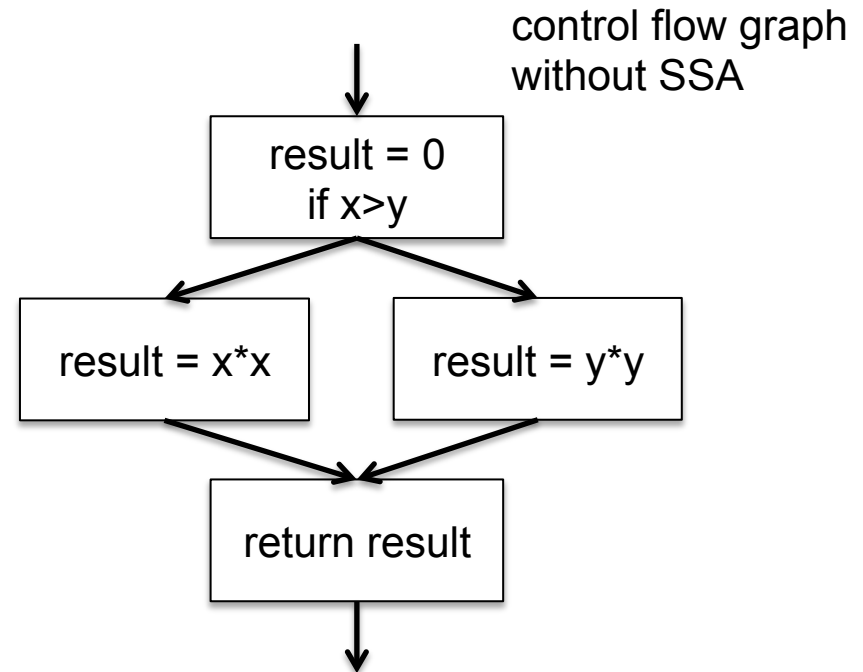 control flow graph
without SSA
result = 0
if x>y
result = x*x
result = y*y
return result